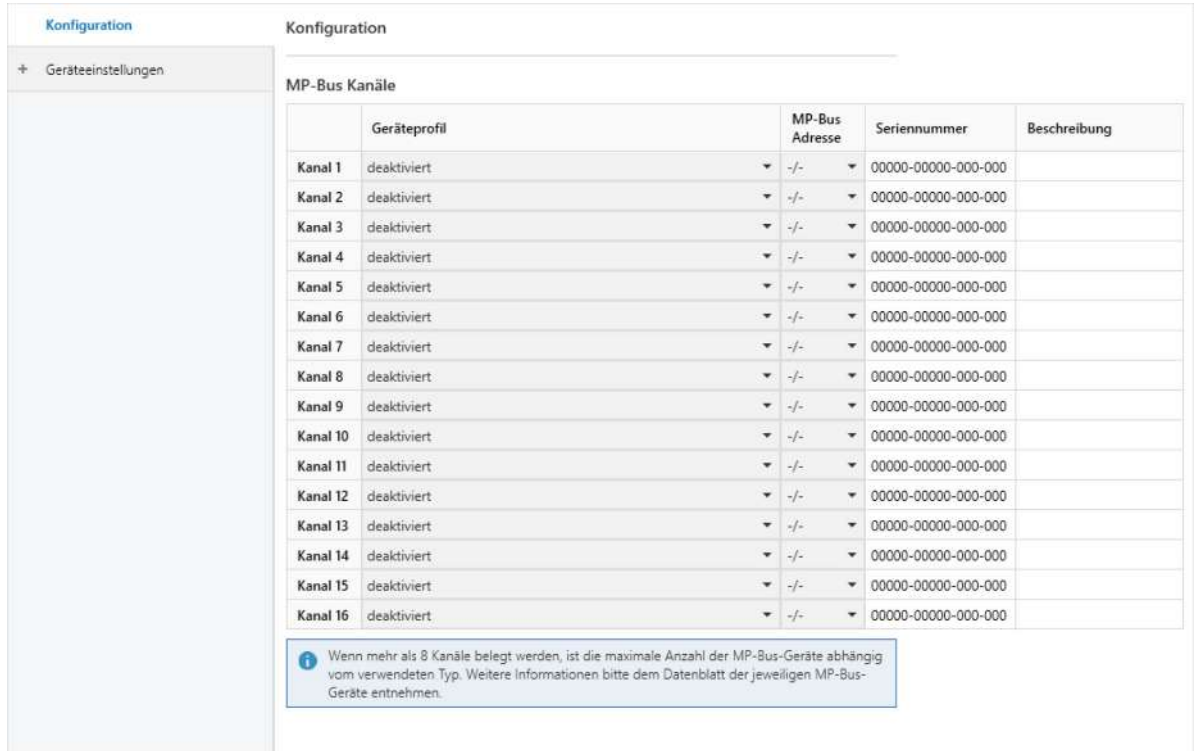 Konfiguration
+ Geräteeinstellungen
Konfiguration
MP-Bus Kanäle
Geräteprofil MP-Bus Adresse Seriennummer Beschreibung
Kanal 1 deaktiviert -/- 00000-00000-000-000
Kanal 2 deaktiviert -/- 00000-00000-000-000
Kanal 3 deaktiviert -/- 00000-00000-000-000
Kanal 4 deaktiviert -/- 00000-00000-000-000
Kanal 5 deaktiviert -/- 00000-00000-000-000
Kanal 6 deaktiviert -/- 00000-00000-000-000
Kanal 7 deaktiviert -/- 00000-00000-000-000
Kanal 8 deaktiviert -/- 00000-00000-000-000
Kanal 9 deaktiviert -/- 00000-00000-000-000
Kanal 10 deaktiviert -/- 00000-00000-000-000
Kanal 11 deaktiviert -/- 00000-00000-000-000
Kanal 12 deaktiviert -/- 00000-00000-000-000
Kanal 13 deaktiviert -/- 00000-00000-000-000
Kanal 14 deaktiviert -/- 00000-00000-000-000
Kanal 15 deaktiviert -/- 00000-00000-000-000
Kanal 16 deaktiviert -/- 00000-00000-000-000
Wenn mehr als 8 Kanäle belegt werden, ist die maximale Anzahl der MP-Bus-Geräte abhängig
vom verwendeten Typ. Weitere Informationen bitte dem Datenblatt der jeweiligen MP-Bus-
Geräte entnehmen.